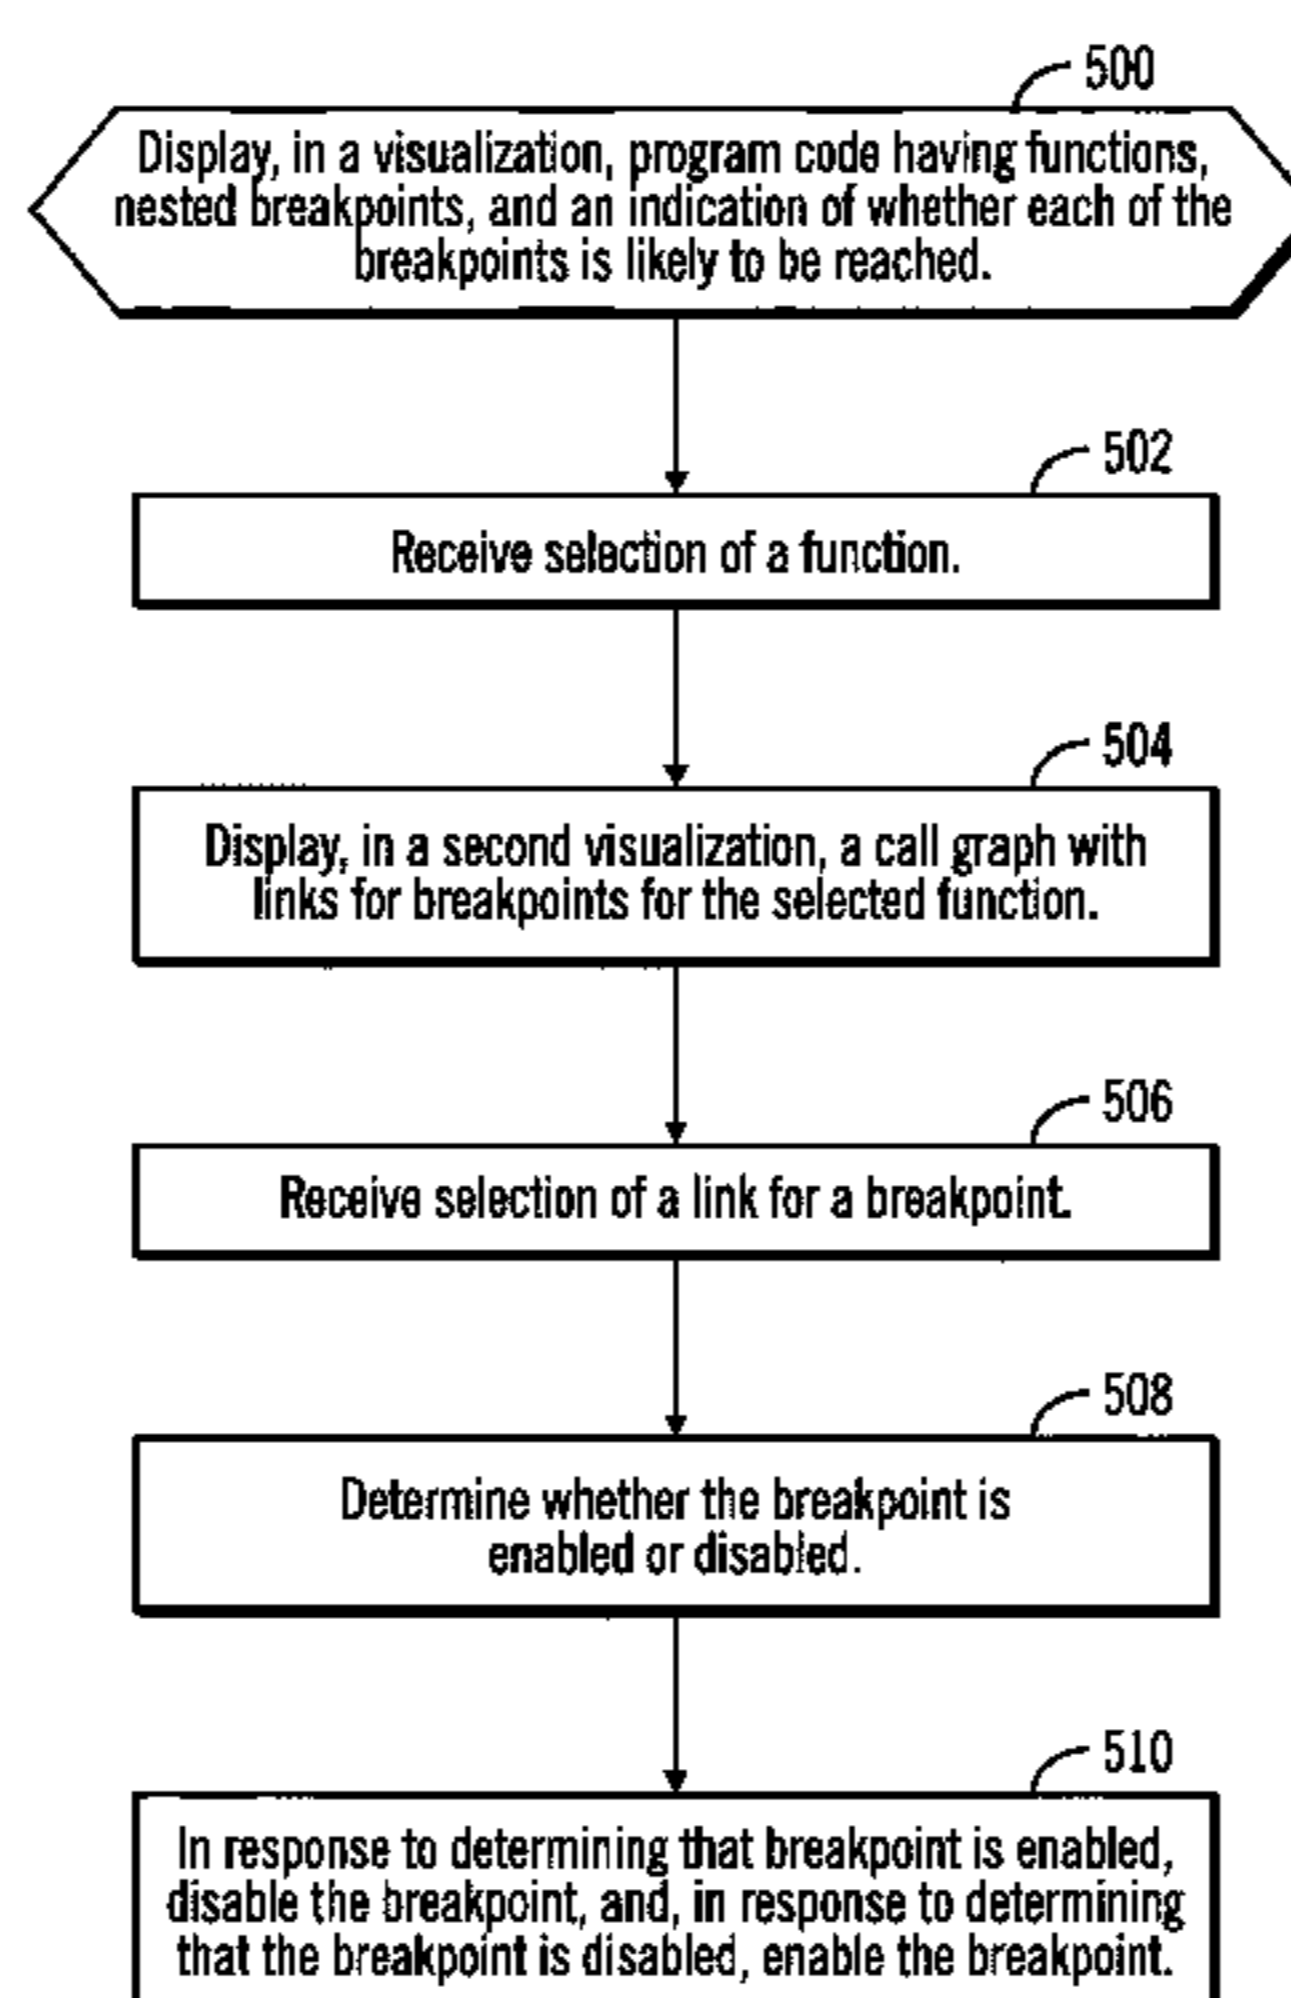 500
Display, in a visualization, program code having functions,
nested breakpoints, and an indication of whether each of the
breakpoints is likely to be reached.
502
Receive selection of a function.
504
Display, in a second visualization, a call graph with
links for breakpoints for the selected function.
506
Receive selection of a link for a breakpoint.
508
Determine whether the breakpoint is
enabled or disabled.
510
In response to determining that breakpoint is enabled,
disable the breakpoint, and, in response to determining
that the breakpoint is disabled, enable the breakpoint.